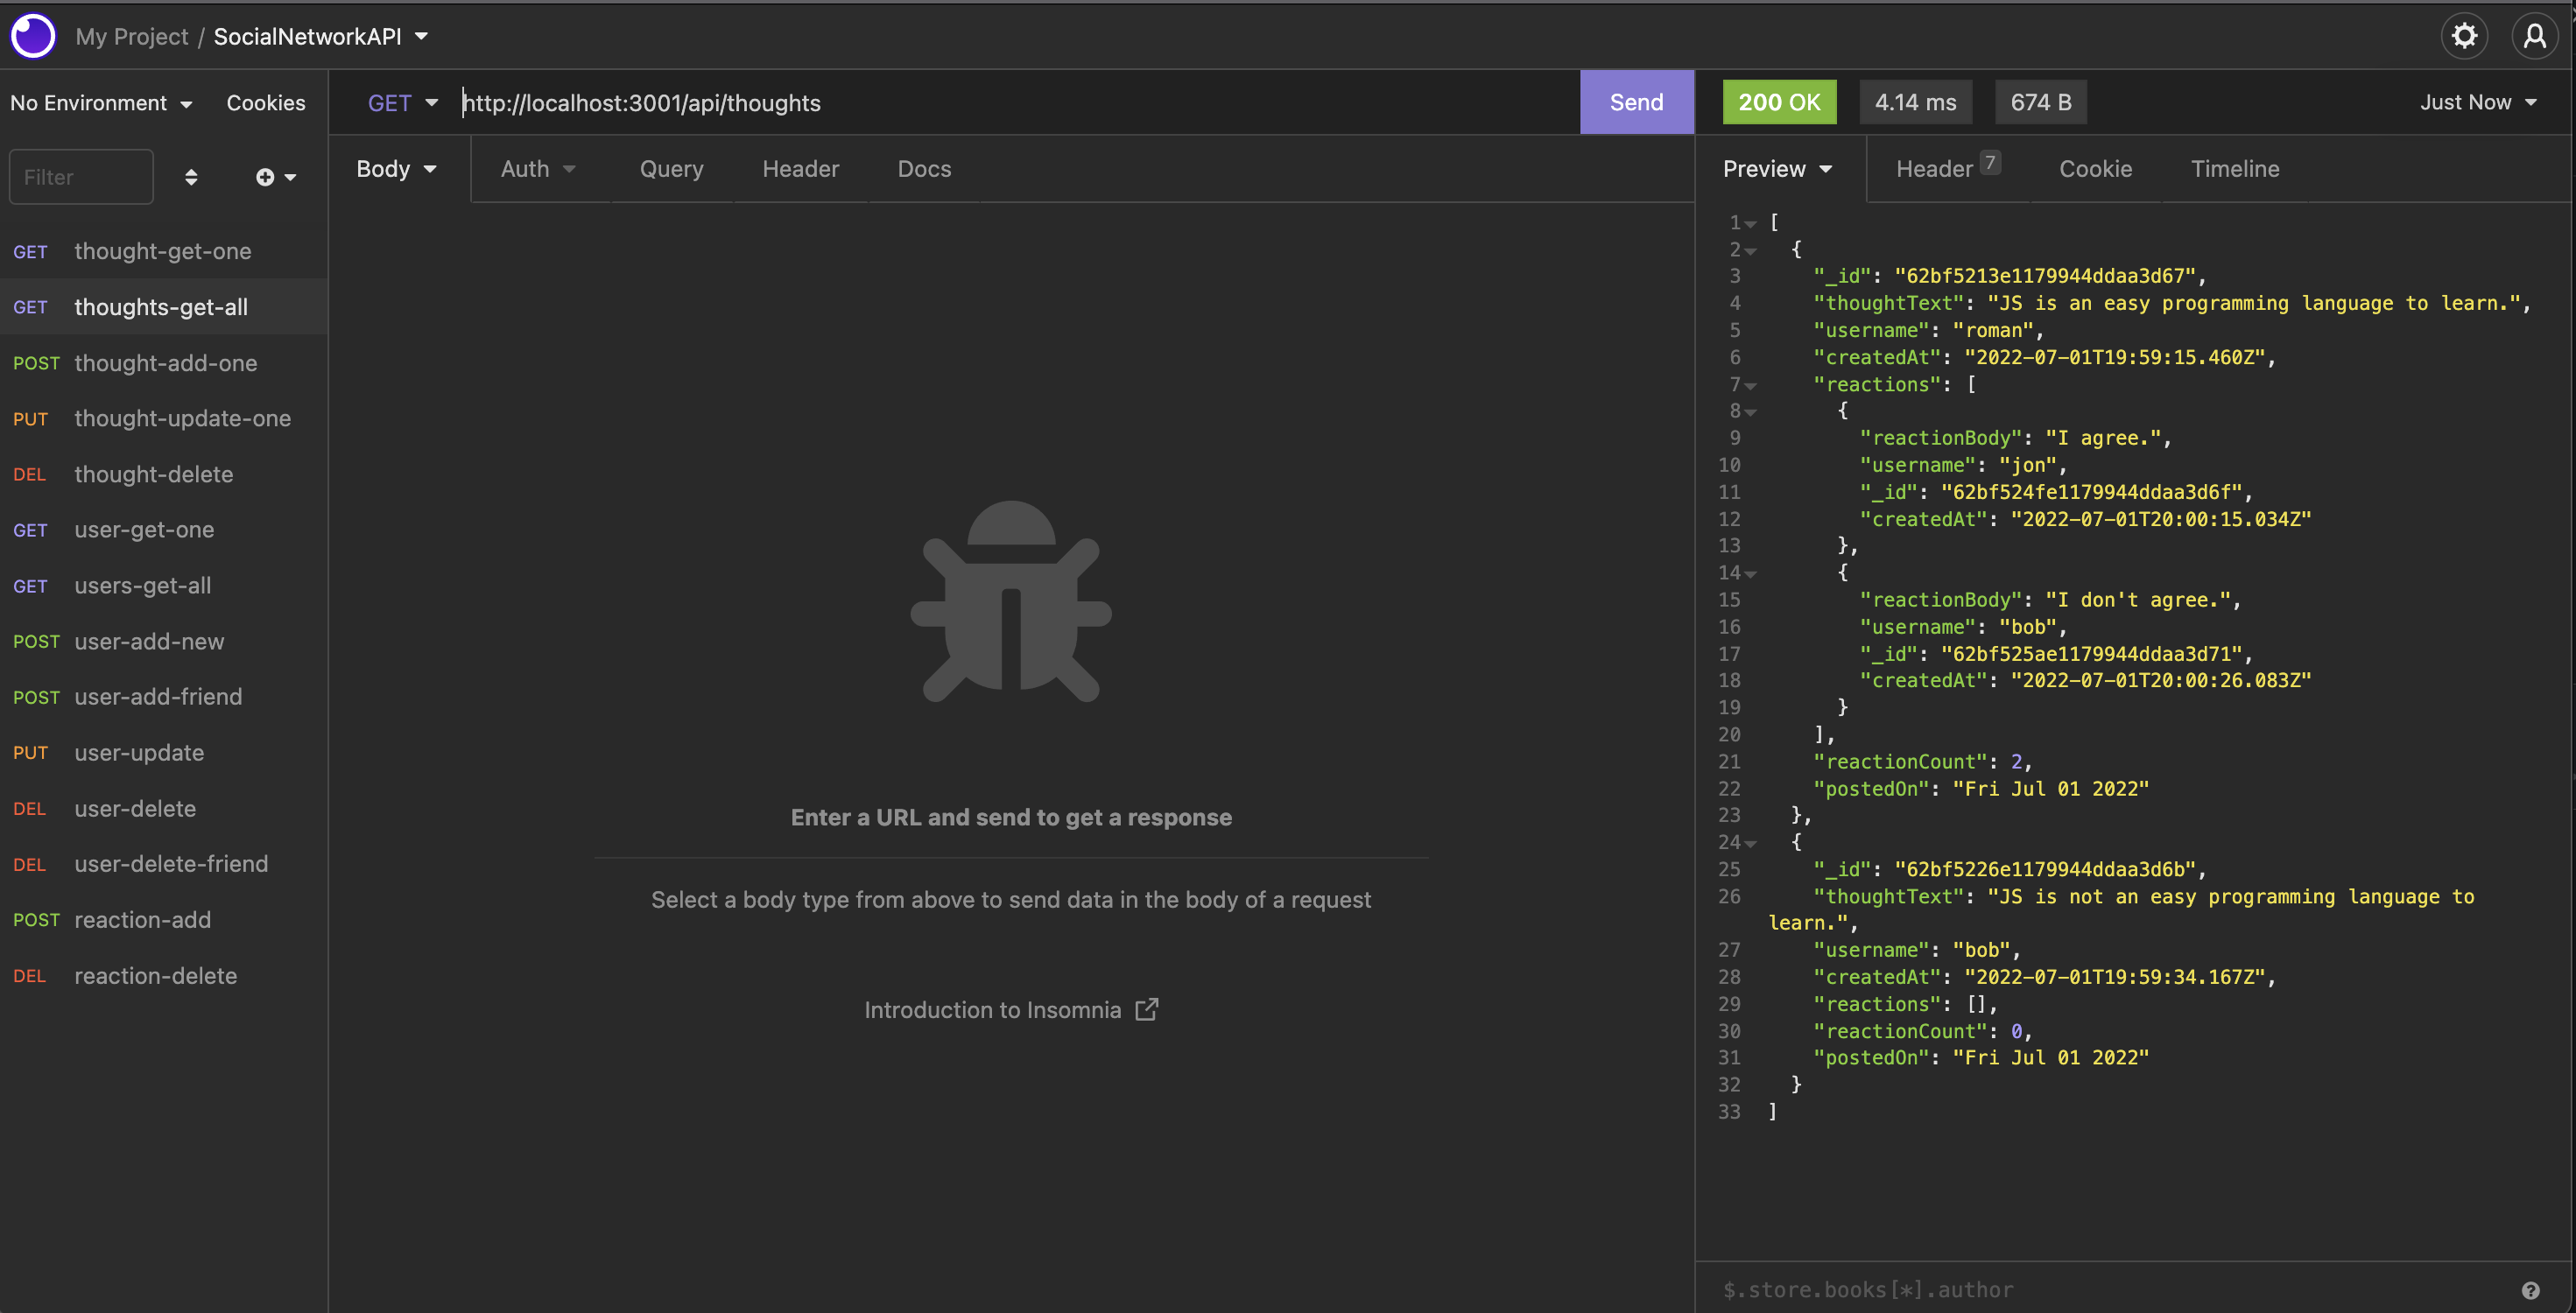 My Project / SocialNetworkAPI
No Environment Cookies
Filter
GET thought-get-one
GET thoughts-get-all
POST thought-add-one
PUT thought-update-one
DEL thought-delete
GET user-get-one
GET users-get-all
POST user-add-new
POST user-add-friend
PUT user-update
DEL user-delete
DEL user-delete-friend
POST reaction-add
DEL reaction-delete
GET http://localhost:3001/api/thoughts Send
Body Auth Query Header Docs
Enter a URL and send to get a response
Select a body type from above to send data in the body of a request
Introduction to Insomnia
200 OK 4.14 ms 674 B Just Now
Preview Header 7 Cookie Timeline
1 [
2 {
3 "_id": "62bf5213e1179944ddaa3d67",
4 "thoughtText": "JS is an easy programming language to learn.",
5 "username": "roman",
6 "createdAt": "2022-07-01T19:59:15.460Z",
7 "reactions": [
8 {
9 "reactionBody": "I agree.",
10 "username": "jon",
11 "_id": "62bf524fe1179944ddaa3d6f",
12 "createdAt": "2022-07-01T20:00:15.034Z"
13 },
14 {
15 "reactionBody": "I don't agree.",
16 "username": "bob",
17 "_id": "62bf525ae1179944ddaa3d71",
18 "createdAt": "2022-07-01T20:00:26.083Z"
19 }
20 ],
21 "reactionCount": 2,
22 "postedOn": "Fri Jul 01 2022"
23 },
24 {
25 "_id": "62bf5226e1179944ddaa3d6b",
26 "thoughtText": "JS is not an easy programming language to
learn.",
27 "username": "bob",
28 "createdAt": "2022-07-01T19:59:34.167Z",
29 "reactions": [],
30 "reactionCount": 0,
31 "postedOn": "Fri Jul 01 2022"
32 }
33 ]
$.store.books[*].author